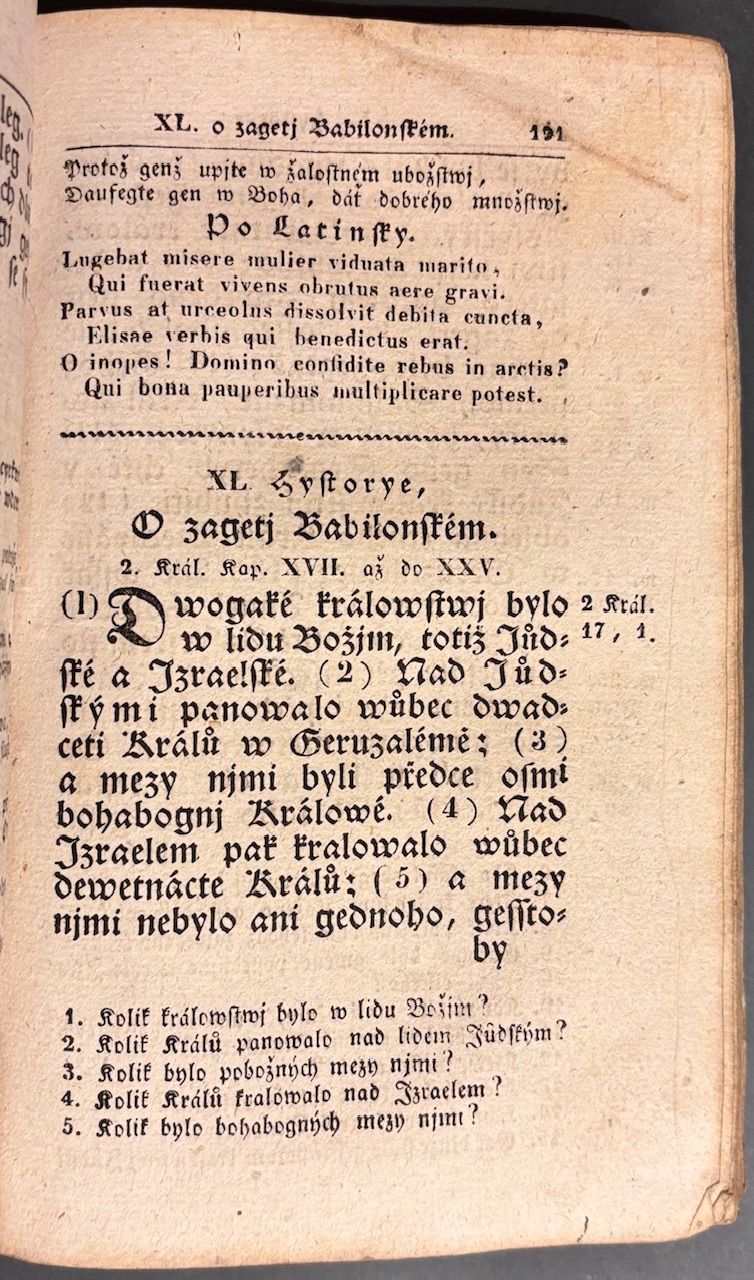 XL. o zagetj Babilonském. 191
Protož genž upjte w žalostném ubožstwj,
Daufegte gen w Boha, dáť dobrého množstwj.
Po Latinsky.
Lugebat misere mulier viduata marito,
Qui fuerat vivens obrutus aere gravi.
Parvus at urceolus dissolvit debita cuncta,
Elisae verbis qui benedictus erat.
O inopes! Domino confidite rebus in arctis?
Qui bona pauperibus multiplicare potest.
XL. Hystorye,
O zagetj Babilonském.
2. Král. Kap. XVII. až do XXV.
(1) Dwogaké králowstwj bylo 2 Král.
w lidu Božjm, totiž Jůd- 17, 1.
ské a Izraelské. (2) Nad Jůd-
skými panowalo wůbec dwad-
ceti Králů w Geruzalémě; (3)
a mezy njmi byli předce osmi
bohabognj Králowé. (4) Nad
Izraelem pak kralowalo wůbec
dewetnácte Králů; (5) a mezy
njmi nebylo ani gednoho, gessto-
by
1. Kolik králowstwj bylo w lidu Božjm?
2. Kolik Králů panowalo nad lidem Jůdským?
3. Kolik bylo pobožných mezy njmi?
4. Kolik Králů kralowalo nad Izraelem?
5. Kolik bylo bohabogných mezy njmi?